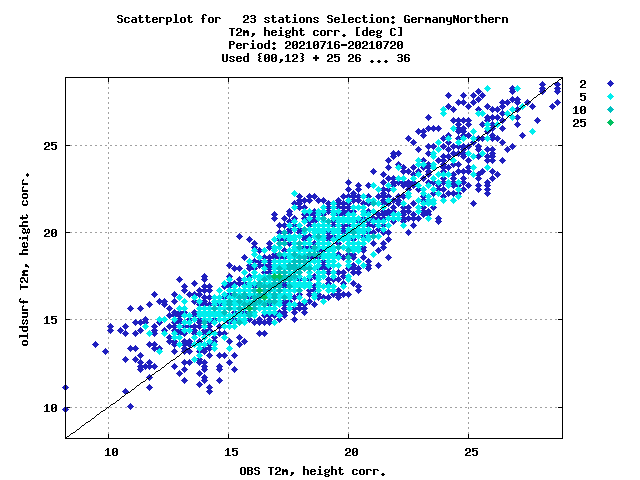 Scatterplot for   23 stations Selection: GermanyNorthern
T2m, height corr. [deg C]
Period: 20210716-20210720
Used {00,12} + 25 26 ... 36
2
5
10
25
oldsurf T2m, height corr.
25
20
15
10
10 15 20 25
OBS T2m, height corr.